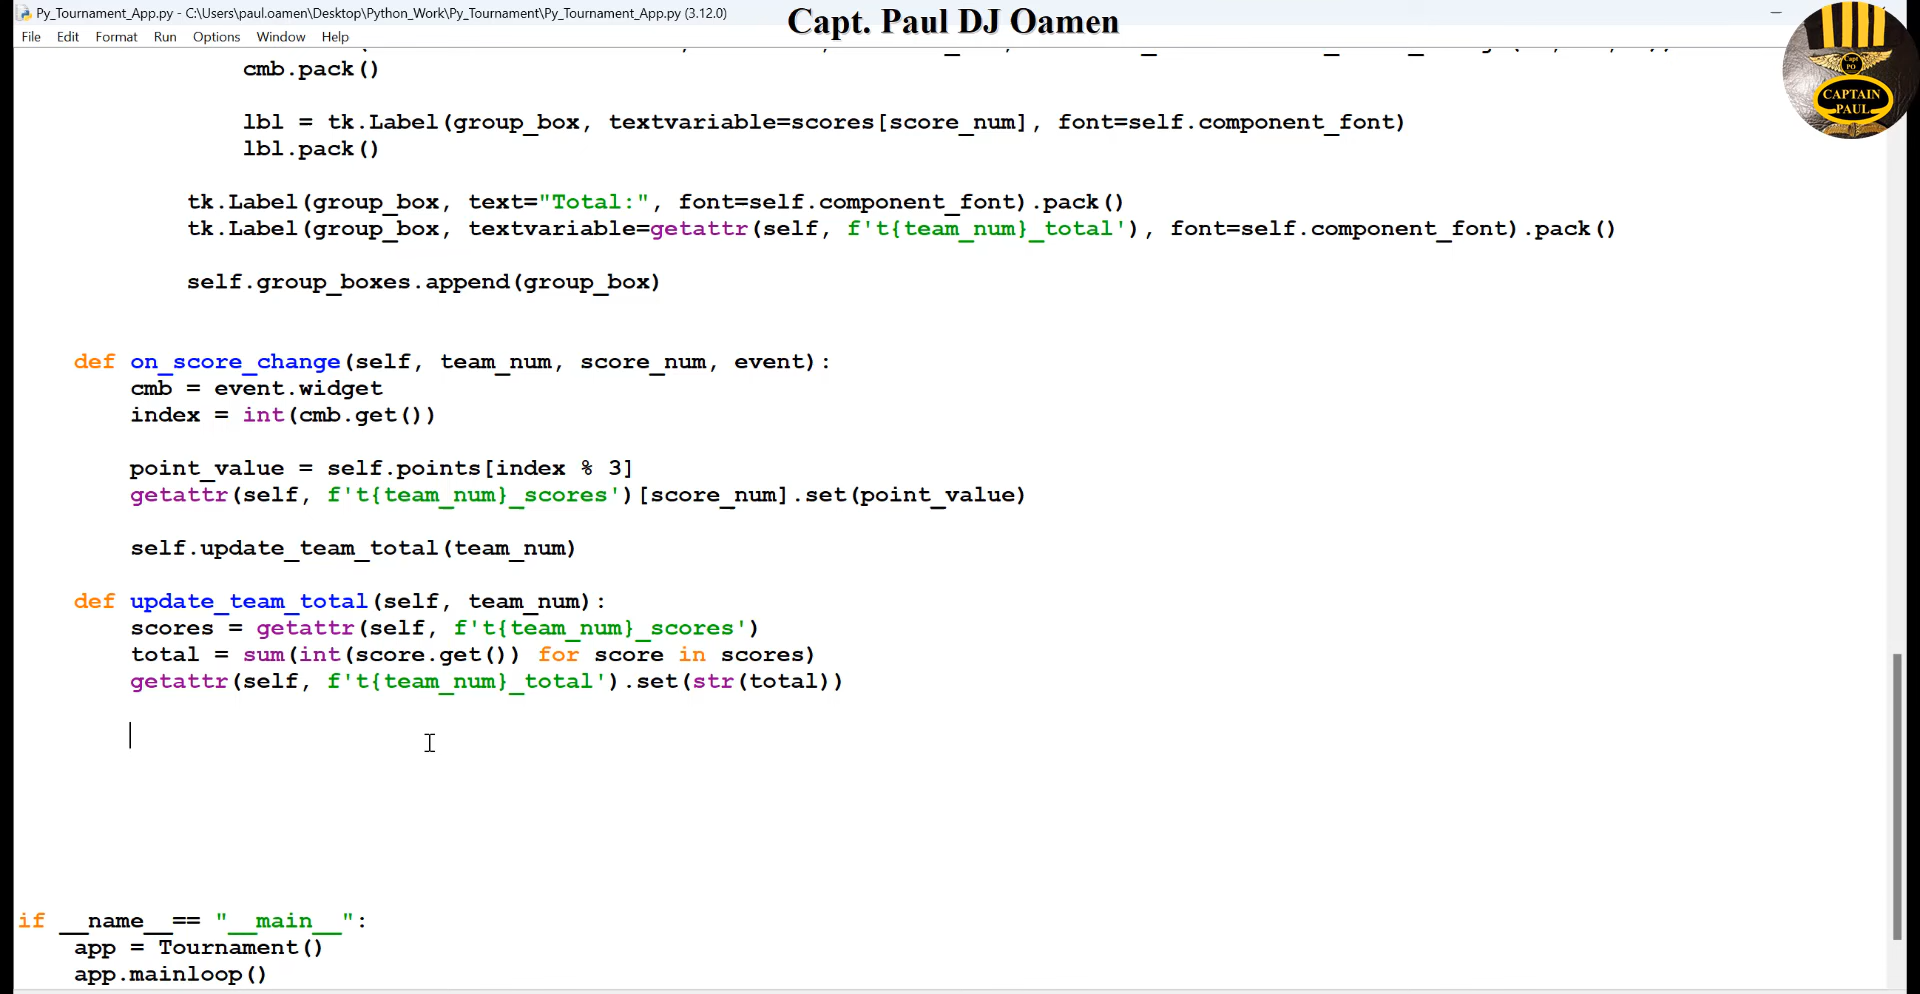 Py_Tournament_App.py - C:\Users\paul.oamen\Desktop\Python_Work\Py_Tournament\Py_Tournament_App.py (3.12.0)
Capt. Paul DJ Oamen
File Edit Format Run Options Window Help
Capt
PO
CAPTAIN
PAUL
cmb.pack()
lbl = tk.Label(group_box, textvariable=scores[score_num], font=self.component_font)
lbl.pack()
tk.Label(group_box, text="Total:", font=self.component_font).pack()
tk.Label(group_box, textvariable=getattr(self, f't{team_num}_total'), font=self.component_font).pack()
self.group_boxes.append(group_box)
def on_score_change(self, team_num, score_num, event):
cmb = event.widget
index = int(cmb.get())
point_value = self.points[index % 3]
getattr(self, f't{team_num}_scores')[score_num].set(point_value)
self.update_team_total(team_num)
def update_team_total(self, team_num):
scores = getattr(self, f't{team_num}_scores')
total = sum(int(score.get()) for score in scores)
getattr(self, f't{team_num}_total').set(str(total))
if __name__== "__main__":
app = Tournament()
app.mainloop()